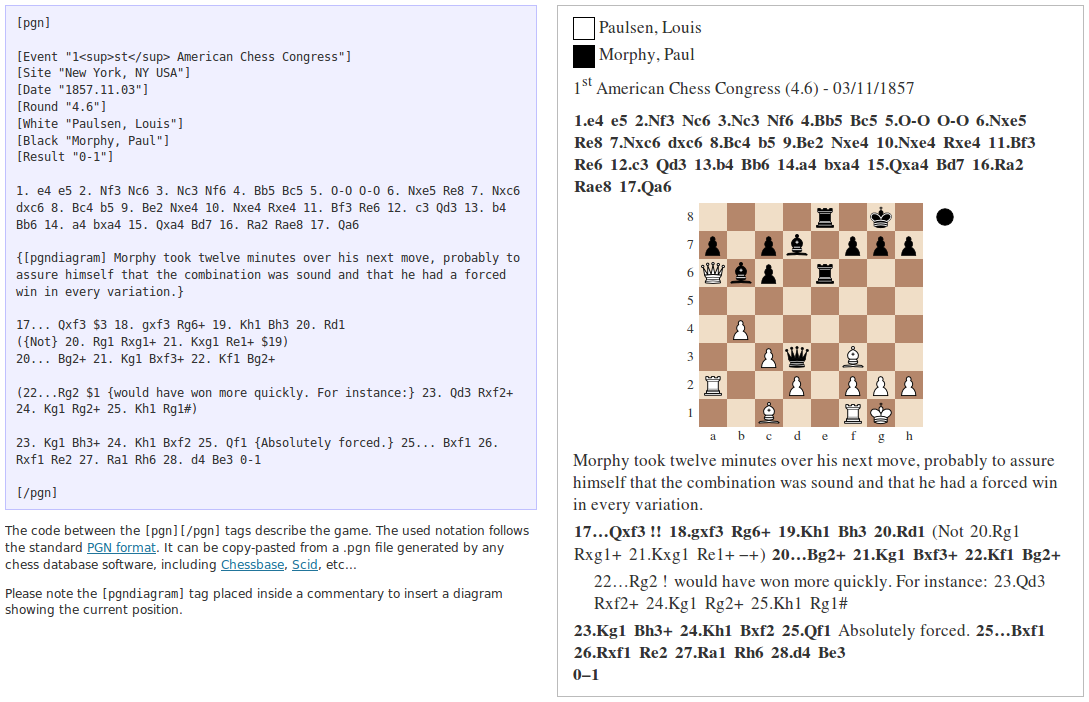 [pgn]
[Event "1<sup>st</sup> American Chess Congress"]
[Site "New York, NY USA"]
[Date "1857.11.03"]
[Round "4.6"]
[White "Paulsen, Louis"]
[Black "Morphy, Paul"]
[Result "0-1"]
1. e4 e5 2. Nf3 Nc6 3. Nc3 Nf6 4. Bb5 Bc5 5. O-O O-O 6. Nxe5 Re8 7. Nxc6
dxc6 8. Bc4 b5 9. Be2 Nxe4 10. Nxe4 Rxe4 11. Bf3 Re6 12. c3 Qd3 13. b4
Bb6 14. a4 bxa4 15. Qxa4 Bd7 16. Ra2 Rae8 17. Qa6
{[pgndiagram] Morphy took twelve minutes over his next move, probably to
assure himself that the combination was sound and that he had a forced
win in every variation.}
17... Qxf3 $3 18. gxf3 Rg6+ 19. Kh1 Bh3 20. Rd1
({Not} 20. Rg1 Rxg1+ 21. Kxg1 Re1+ $19)
20... Bg2+ 21. Kg1 Bxf3+ 22. Kf1 Bg2+
(22...Rg2 $1 {would have won more quickly. For instance:} 23. Qd3 Rxf2+
24. Kg1 Rg2+ 25. Kh1 Rg1#)
23. Kg1 Bh3+ 24. Kh1 Bxf2 25. Qf1 {Absolutely forced.} 25... Bxf1 26.
Rxf1 Re2 27. Ra1 Rh6 28. d4 Be3 0-1
[/pgn]
The code between the [pgn][/pgn] tags describe the game. The used notation follows
the standard PGN format. It can be copy-pasted from a .pgn file generated by any
chess database software, including Chessbase, Scid, etc...
Please note the [pgndiagram] tag placed inside a commentary to insert a diagram
showing the current position.
Paulsen, Louis
Morphy, Paul
1st American Chess Congress (4.6) - 03/11/1857
1.e4 e5 2.Nf3 Nc6 3.Nc3 Nf6 4.Bb5 Bc5 5.O-O O-O 6.Nxe5
Re8 7.Nxc6 dxc6 8.Bc4 b5 9.Be2 Nxe4 10.Nxe4 Rxe4 11.Bf3
Re6 12.c3 Qd3 13.b4 Bb6 14.a4 bxa4 15.Qxa4 Bd7 16.Ra2
Rae8 17.Qa6
8
7
6
5
4
3
2
1
a b c d e f g h
Morphy took twelve minutes over his next move, probably to assure
himself that the combination was sound and that he had a forced win
in every variation.
17…Qxf3 !! 18.gxf3 Rg6+ 19.Kh1 Bh3 20.Rd1 (Not 20.Rg1
Rxg1+ 21.Kxg1 Re1+ −+) 20…Bg2+ 21.Kg1 Bxf3+ 22.Kf1 Bg2+
22…Rg2 ! would have won more quickly. For instance: 23.Qd3
Rxf2+ 24.Kg1 Rg2+ 25.Kh1 Rg1#
23.Kg1 Bh3+ 24.Kh1 Bxf2 25.Qf1 Absolutely forced. 25…Bxf1
26.Rxf1 Re2 27.Ra1 Rh6 28.d4 Be3
0–1